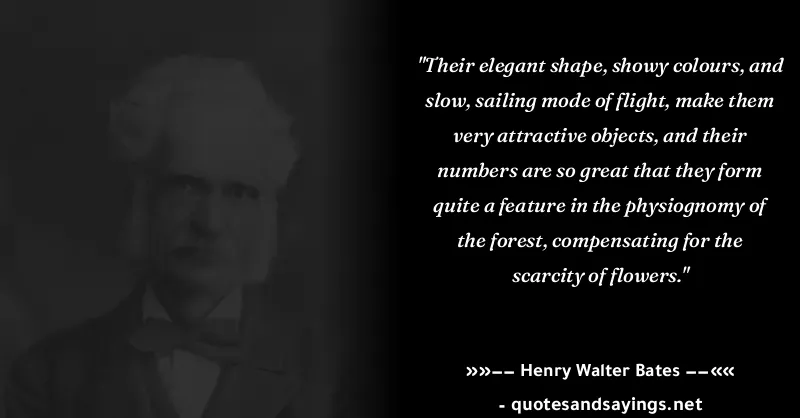 "Their elegant shape, showy colours, and
slow, sailing mode of flight, make them
very attractive objects, and their
numbers are so great that they form
quite a feature in the physiognomy of
the forest, compensating for the
scarcity of flowers."
»»−− Henry Walter Bates −−««
- quotesandsayings.net